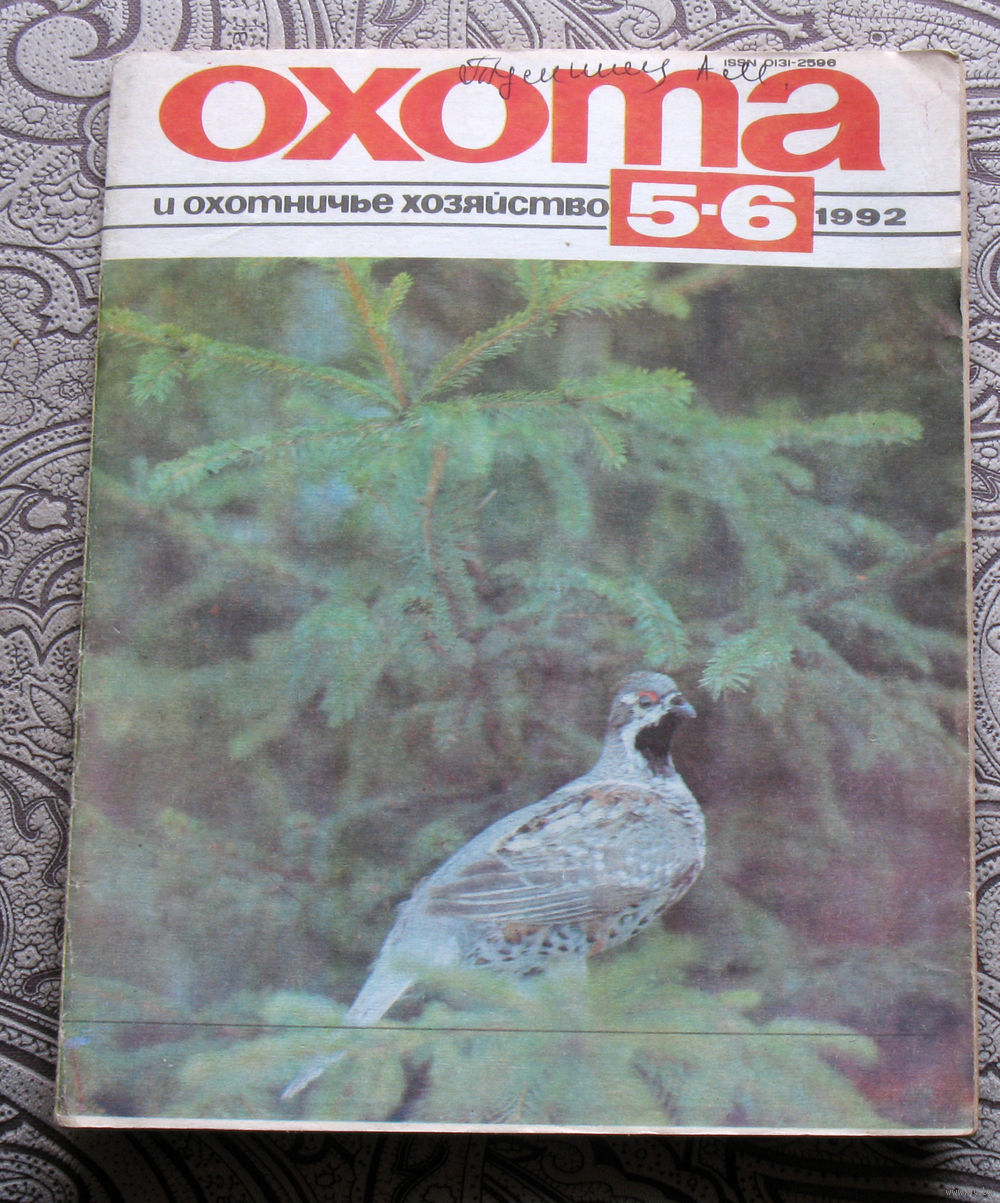 ISSN 0131-2596
охота
и охотничье хозяйство 5·6 1992